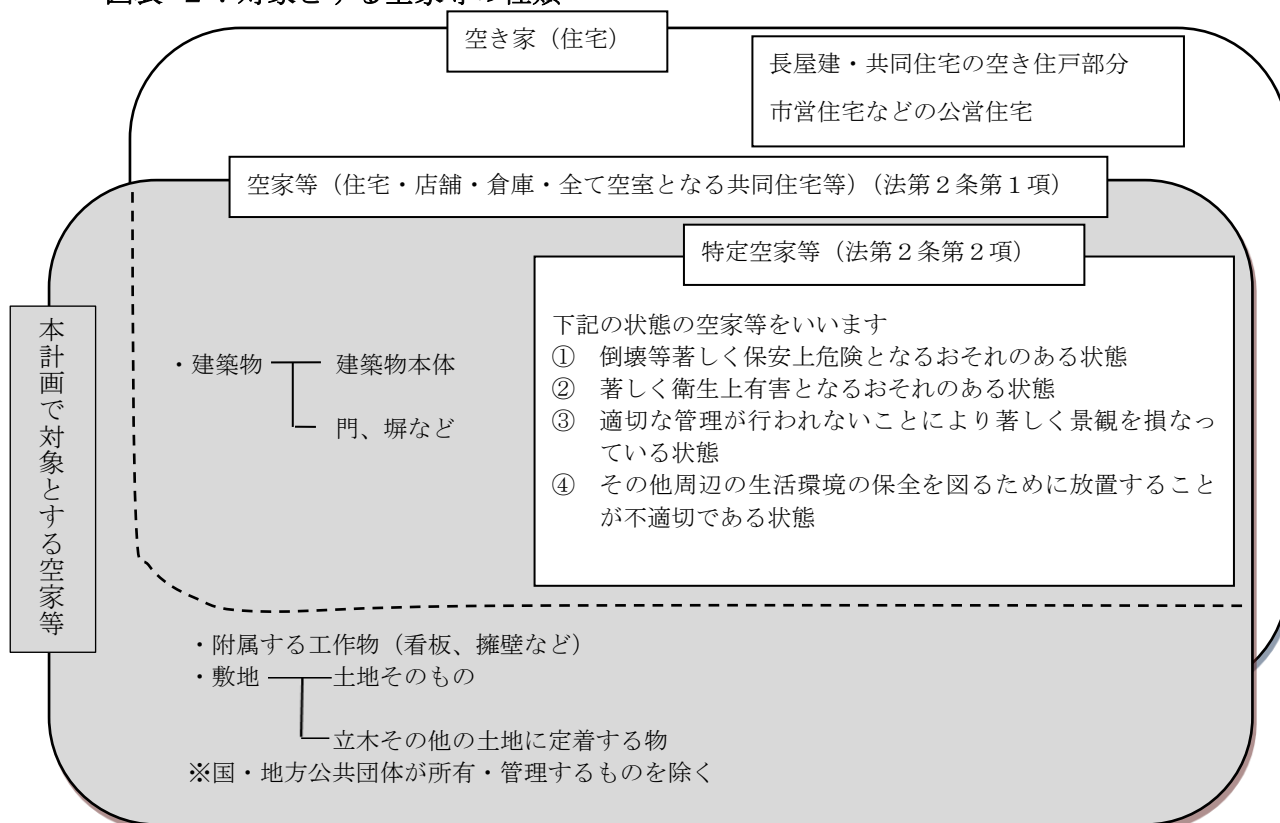 空き家（住宅）
長屋建・共同住宅の空き住戸部分
市営住宅などの公営住宅
空家等（住宅・店舗・倉庫・全て空室となる共同住宅等）（法第２条第１項）
特定空家等（法第２条第２項）
本計画で対象とする空家等
・建築物
建築物本体
門、塀など
下記の状態の空家等をいいます
① 倒壊等著しく保安上危険となるおそれのある状態
② 著しく衛生上有害となるおそれのある状態
③ 適切な管理が行われないことにより著しく景観を損なっ
ている状態
④ その他周辺の生活環境の保全を図るために放置すること
が不適切である状態
・附属する工作物（看板、擁壁など）
・敷地
土地そのもの
立木その他の土地に定着する物
※国・地方公共団体が所有・管理するものを除く